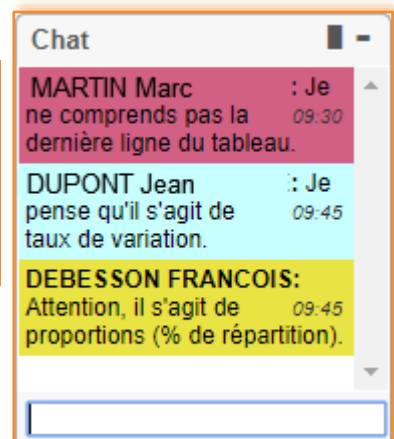 Chat
MARTIN Marc : Je
ne comprends pas la 09:30
dernière ligne du tableau.
DUPONT Jean : Je
pense qu'il s'agit de 09:45
taux de variation.
DEBESSON FRANCOIS:
Attention, il s'agit de 09:45
proportions (% de répartition).